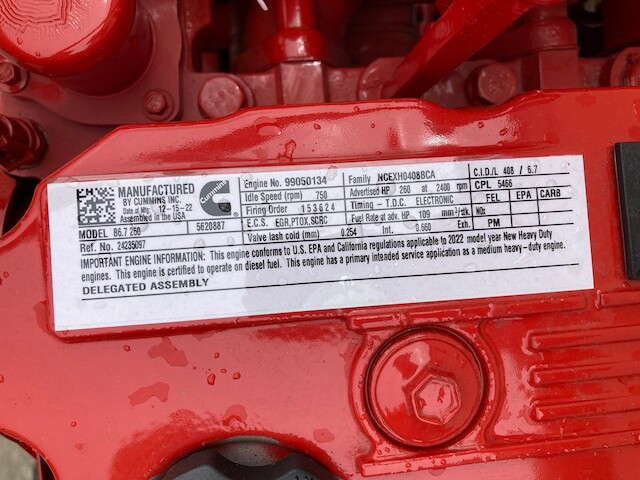 MANUFACTURED
BY CUMMINS INC.
Date of Mfg. 12-15-22
Assembled in the USA
Cummins
MODEL B6.7 260 5620887
Ref. No. 24235097
Engine No. 99050134
Idle Speed (rpm) 750
Firing Order 1 5 3 6 2 4
E.C.S. EGR,PTOX,SCRC
Valve lash cold (mm) 0.254 Int. 0.660 Exh.
Family NCEXH0408BCA
Advertised HP 260 at 2400 rpm
Timing - T.D.C. ELECTRONIC
Fuel Rate at adv. HP 109 mm³/stk.
C.I.D./L 408 / 6.7
CPL 5466
FEL EPA CARB
NOx
PM
IMPORTANT ENGINE INFORMATION: This engine conforms to U.S. EPA and California regulations applicable to 2022 model year New Heavy Duty
engines. This engine is certified to operate on diesel fuel. This engine has a primary intended service application as a medium heavy-duty engine.
DELEGATED ASSEMBLY